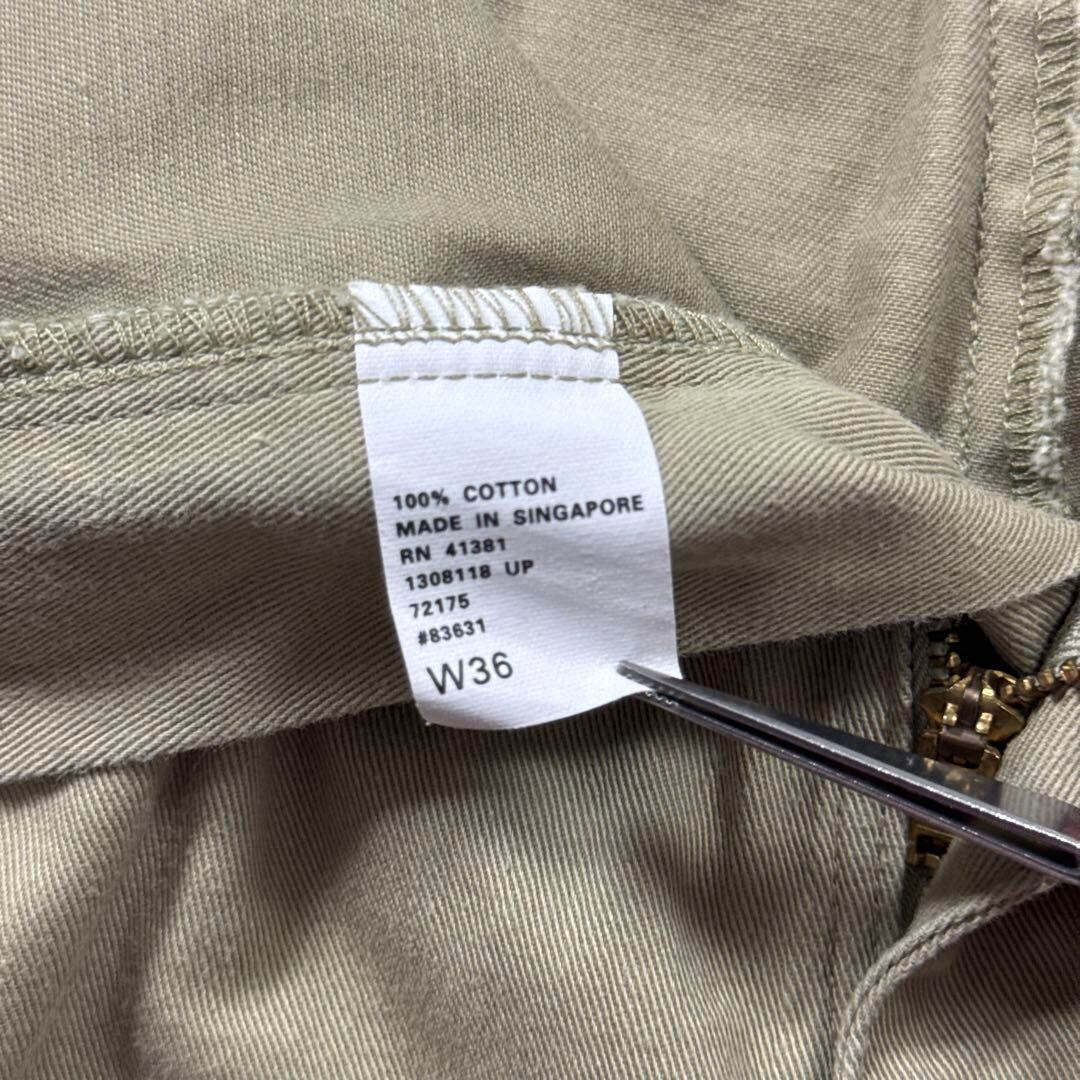 100% COTTON
MADE IN SINGAPORE
RN 41381
1308118 UP
72175
#83631
W36